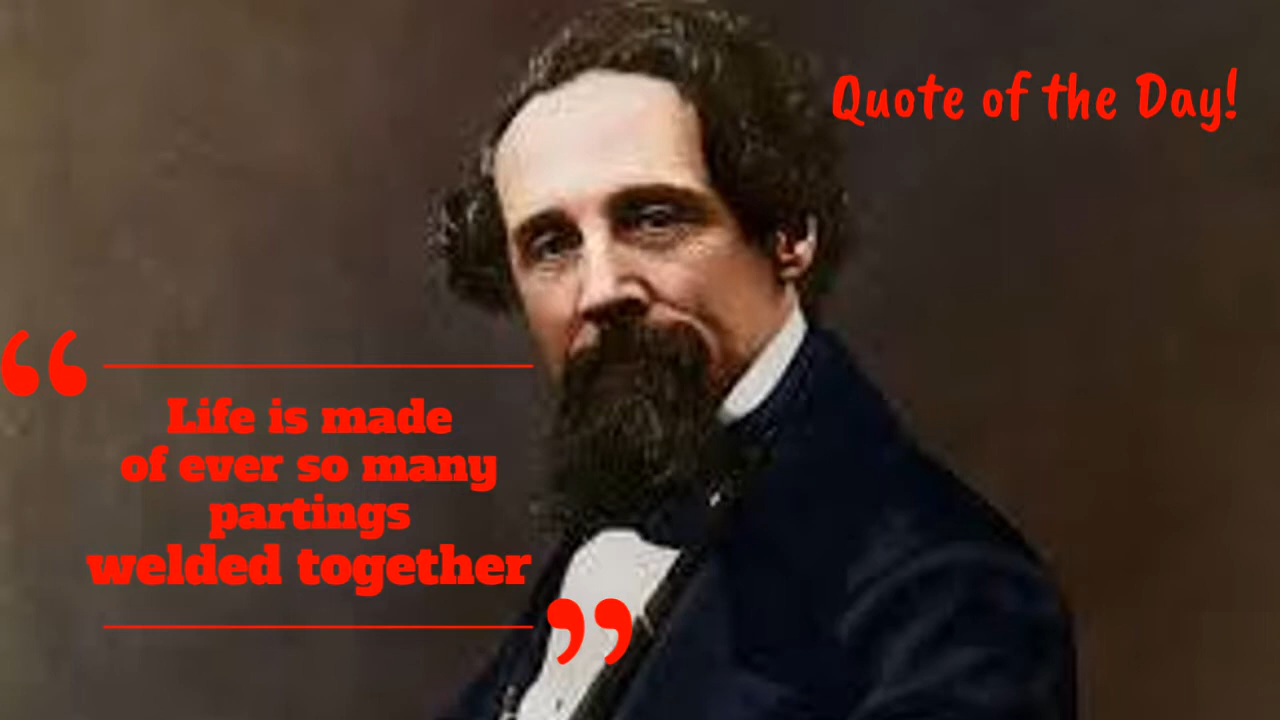 Quote of the Day!
“
Life is made
of ever so many
partings
welded together
”